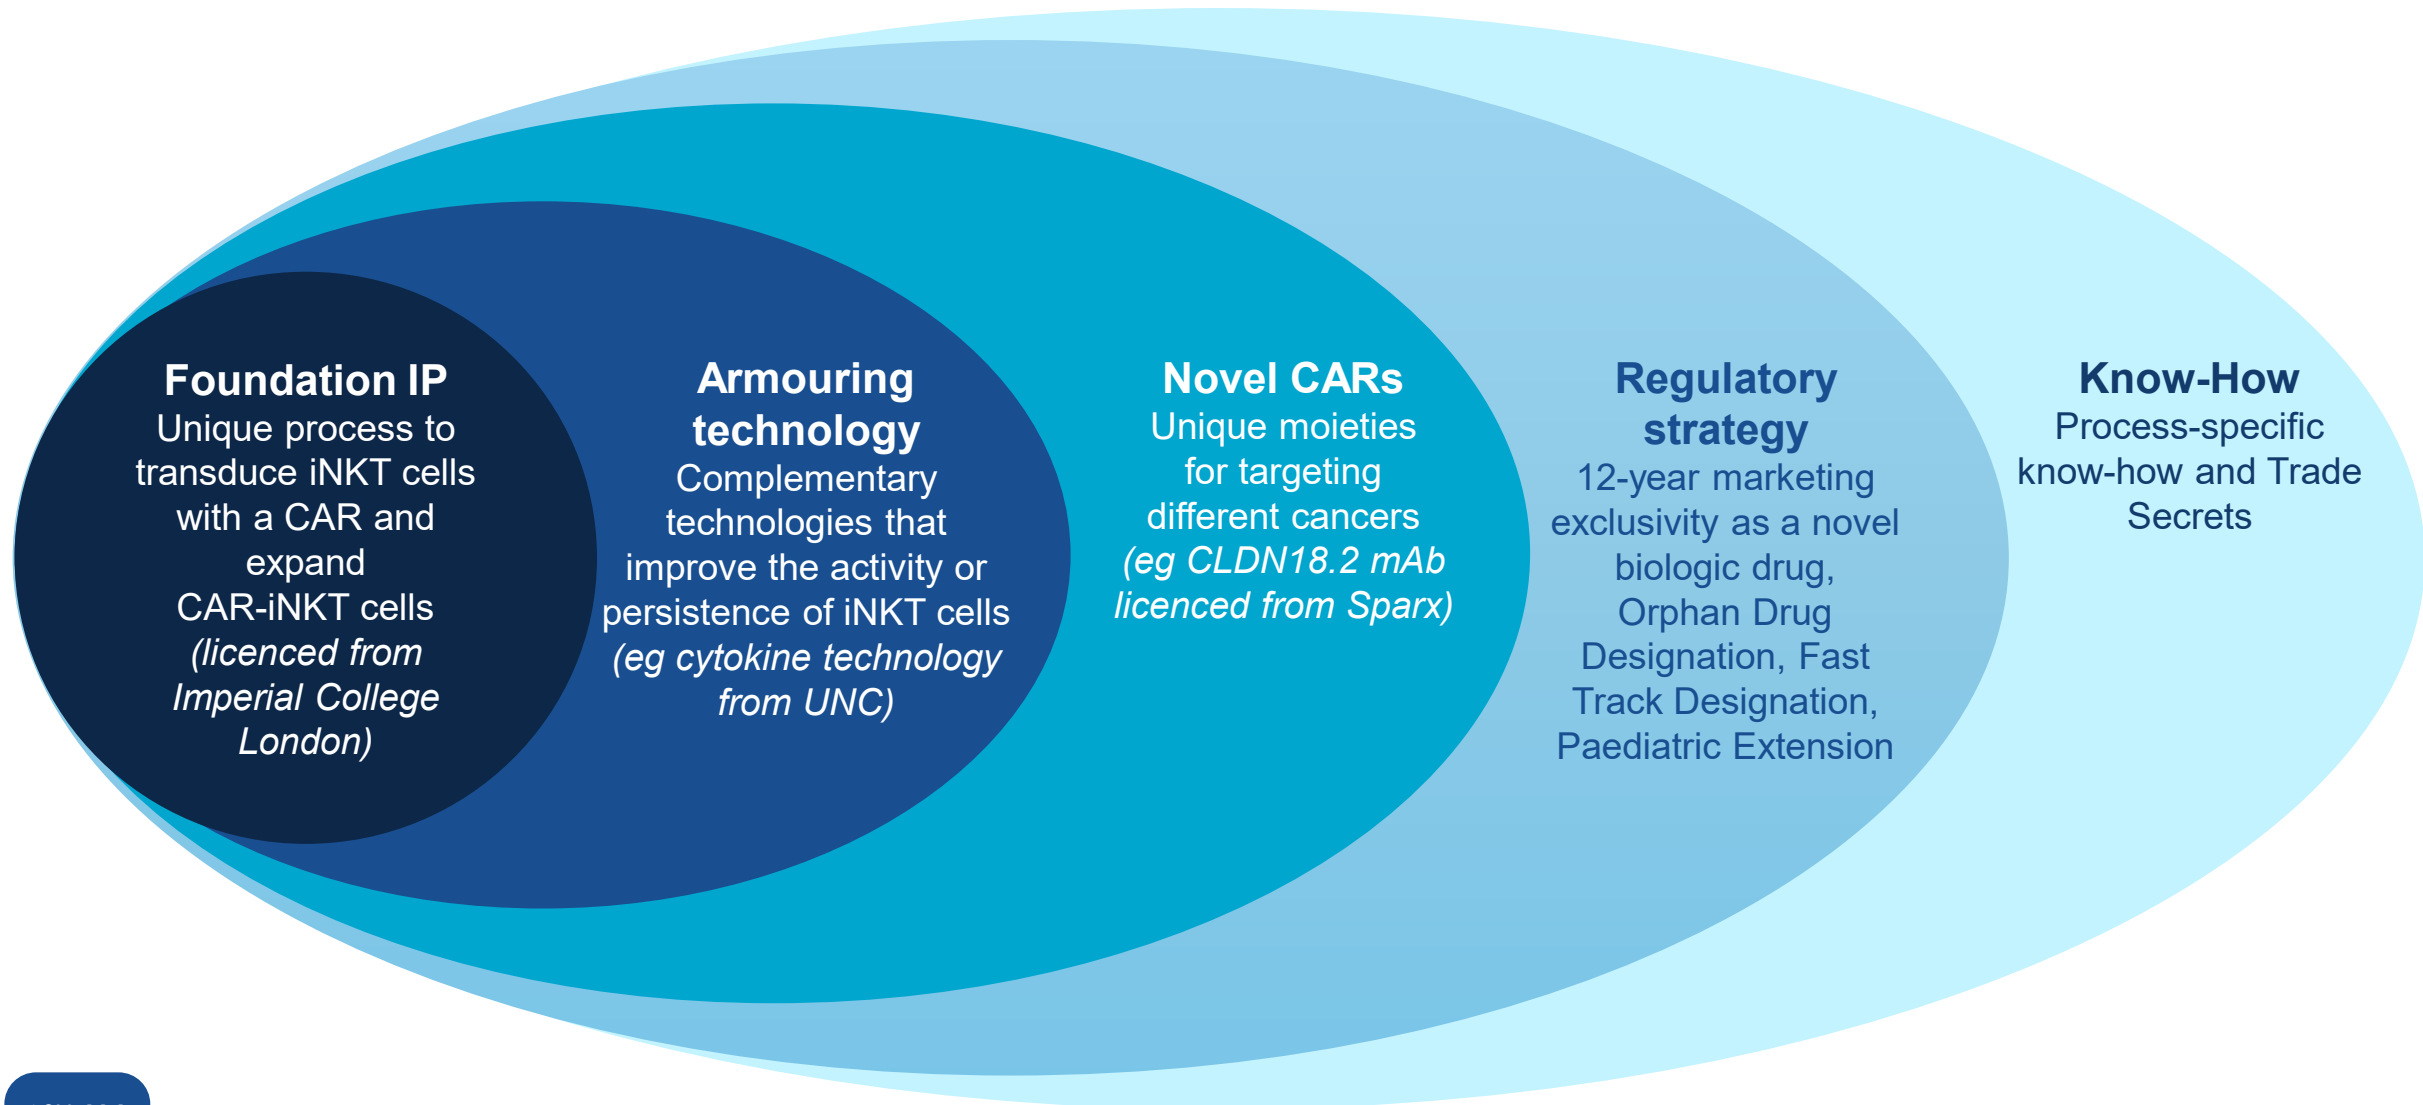 Foundation IP
Unique process to
transduce iNKT cells
with a CAR and
expand
CAR-iNKT cells
(licenced from
Imperial College
London)
Armouring
technology
Complementary
technologies that
improve the activity or
persistence of iNKT cells
(eg cytokine technology
from UNC)
Novel CARs
Unique moieties
for targeting
different cancers
(eg CLDN18.2 mAb
licenced from Sparx)
Regulatory
strategy
12-year marketing
exclusivity as a novel
biologic drug,
Orphan Drug
Designation, Fast
Track Designation,
Paediatric Extension
Know-How
Process-specific
know-how and Trade
Secrets